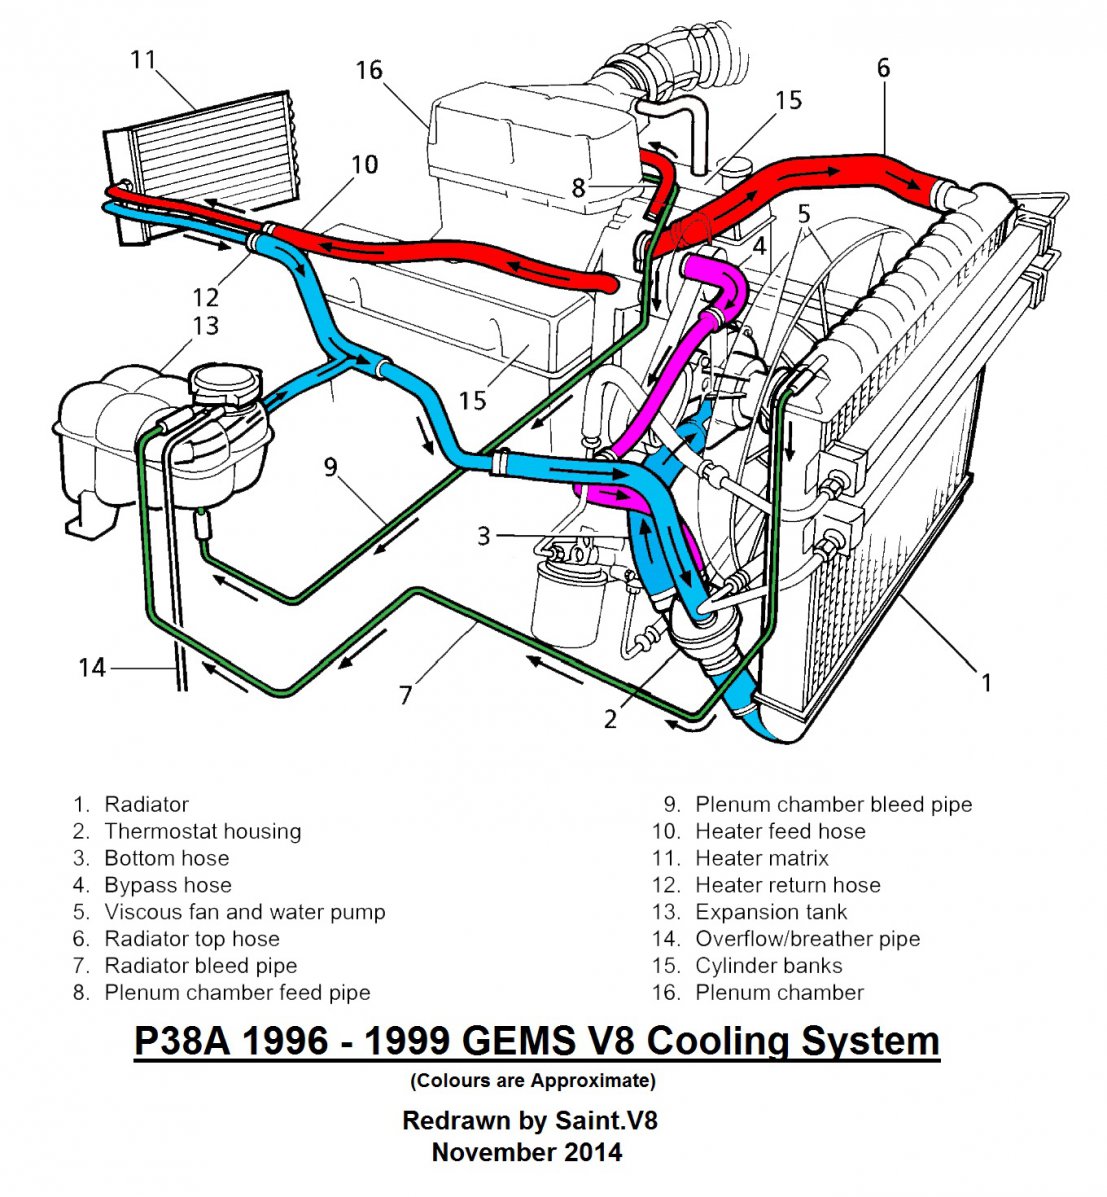 11
16
6
15
10
8
5
4
12
13
15
9
3
14
7
2
1
1. Radiator
2. Thermostat housing
3. Bottom hose
4. Bypass hose
5. Viscous fan and water pump
6. Radiator top hose
7. Radiator bleed pipe
8. Plenum chamber feed pipe
9. Plenum chamber bleed pipe
10. Heater feed hose
11. Heater matrix
12. Heater return hose
13. Expansion tank
14. Overflow/breather pipe
15. Cylinder banks
16. Plenum chamber
P38A 1996 - 1999 GEMS V8 Cooling System
(Colours are Approximate)
Redrawn by Saint.V8
November 2014